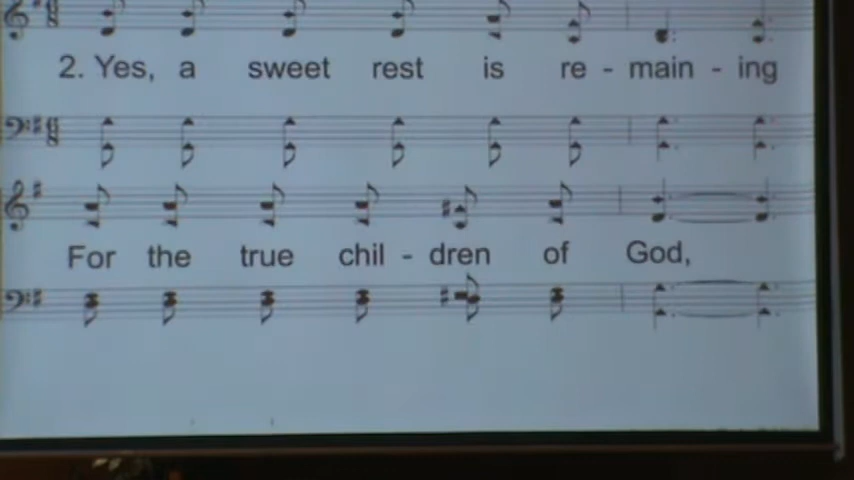 2. Yes, a sweet rest is re - main - ing
For the true chil - dren of God,